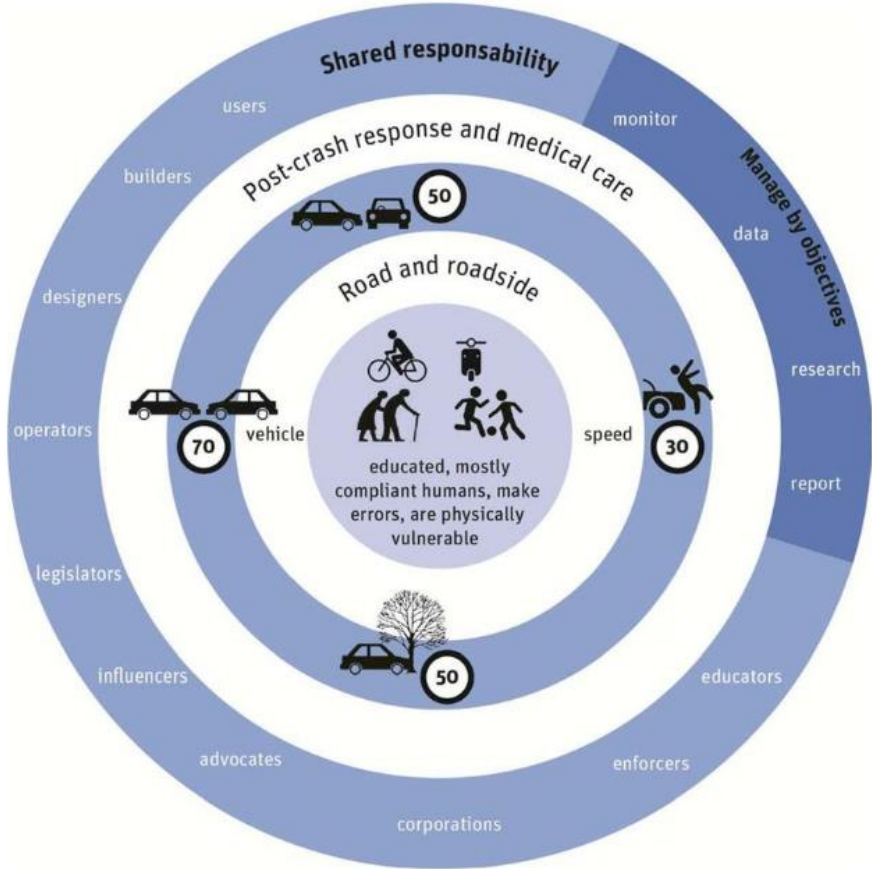 Shared responsability
users
builders
designers
operators
legislators
influencers
advocates
corporations
enforcers
educators
Manage by objectives
monitor
data
research
report
Post-crash response and medical care
50
70
30
50
Road and roadside
vehicle
speed
educated, mostly
compliant humans, make
errors, are physically
vulnerable